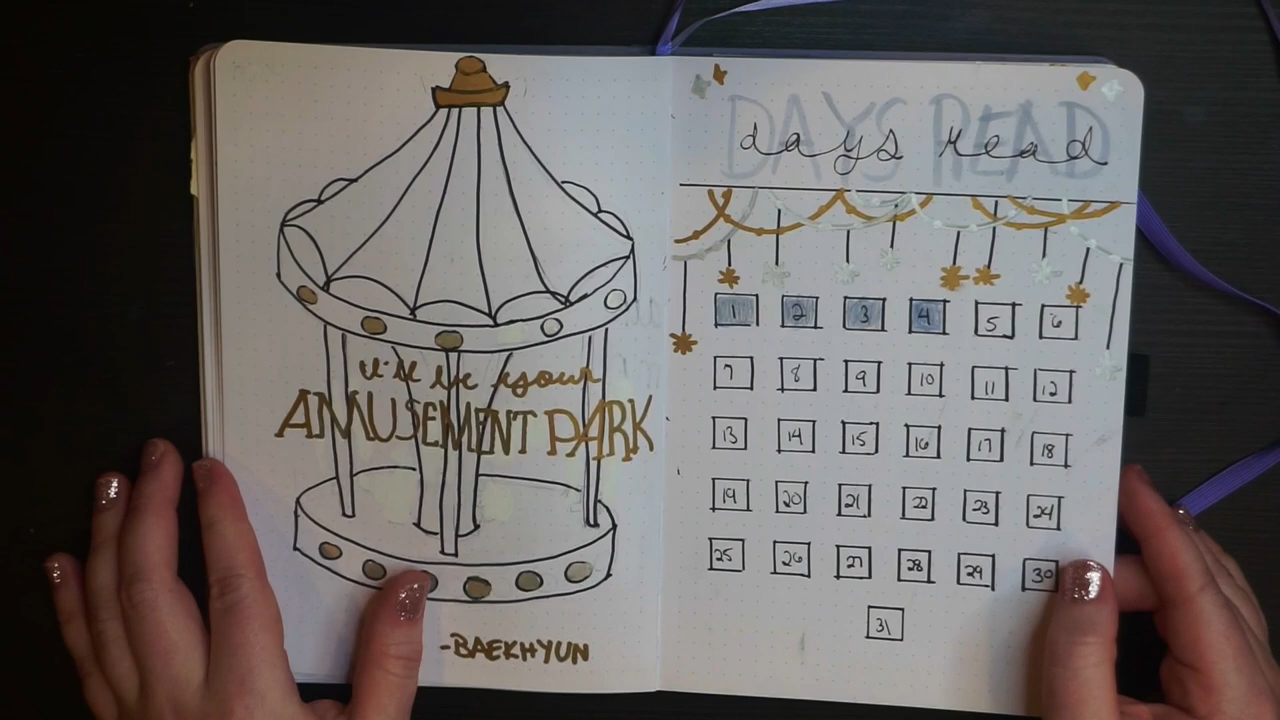 i'll be your
AMUSEMENT PARK
-BAEKHYUN
DAYS READ
days read
1 2 3 4 5 6
7 8 9 10 11 12
13 14 15 16 17 18
19 20 21 22 23 24
25 26 27 28 29 30
31